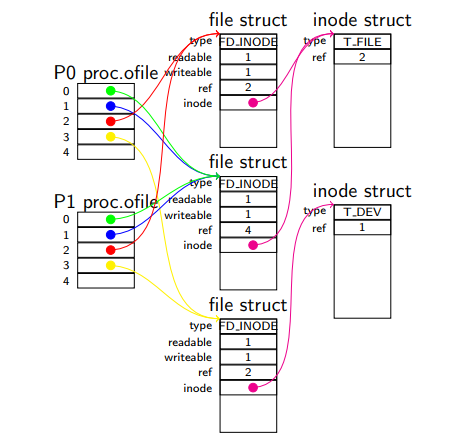 file struct
type FD_INODE
readable 1
writeable 1
ref 2
inode
inode struct
type T_FILE
ref 2
P0 proc.ofile
0
1
2
3
4
file struct
type FD_INODE
readable 1
writeable 1
ref 4
inode
inode struct
type T_DEV
ref 1
P1 proc.ofile
0
1
2
3
4
file struct
type FD_INODE
readable 1
writeable 1
ref 2
inode